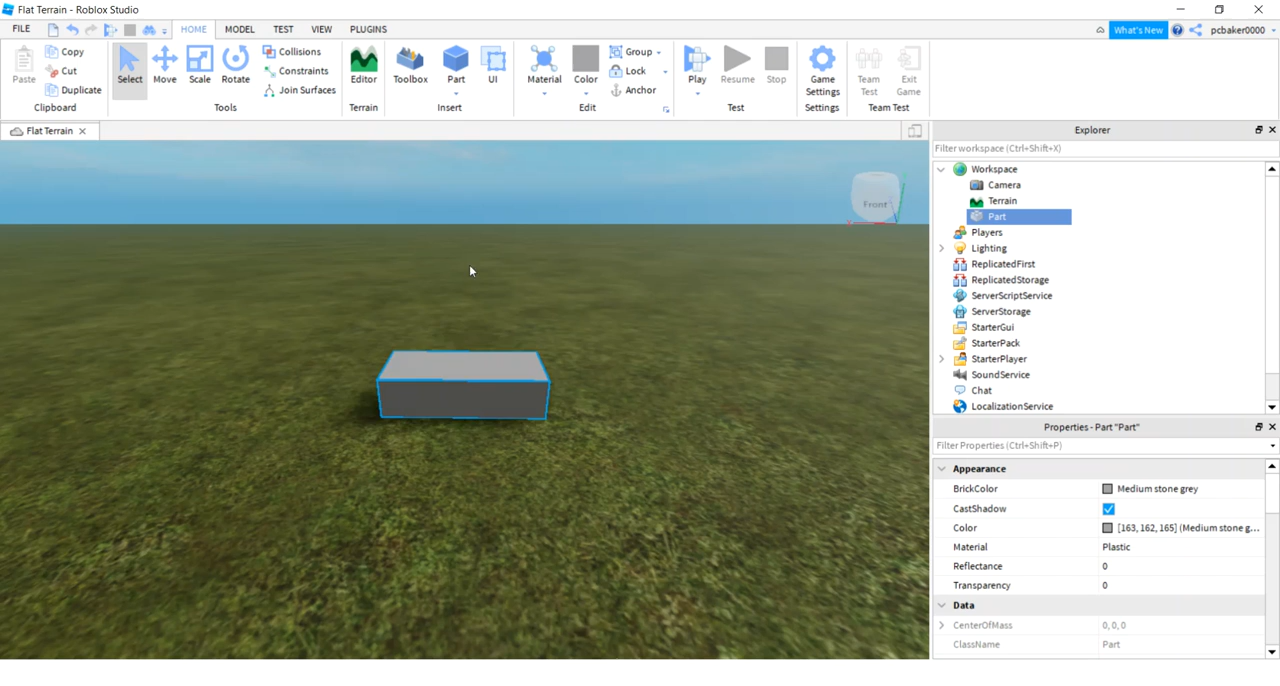 Flat Terrain - Roblox Studio
FILE HOME MODEL TEST VIEW PLUGINS What's New pcbaker0000
Paste Copy Cut Duplicate Clipboard
Select Move Scale Rotate Collisions Constraints Join Surfaces Tools
Editor Terrain
Toolbox Part UI Insert
Material Color Group Lock Anchor Edit
Play Resume Stop Test
Game Settings Settings
Team Test Exit Game Team Test
Flat Terrain
Front
Explorer
Filter workspace (Ctrl+Shift+X)
Workspace
Camera
Terrain
Part
Players
Lighting
ReplicatedFirst
ReplicatedStorage
ServerScriptService
ServerStorage
StarterGui
StarterPack
StarterPlayer
SoundService
Chat
LocalizationService
Properties - Part "Part"
Filter Properties (Ctrl+Shift+P)
Appearance
BrickColor Medium stone grey
CastShadow
Color [163, 162, 165] (Medium stone g...
Material Plastic
Reflectance 0
Transparency 0
Data
CenterOfMass 0, 0, 0
ClassName Part